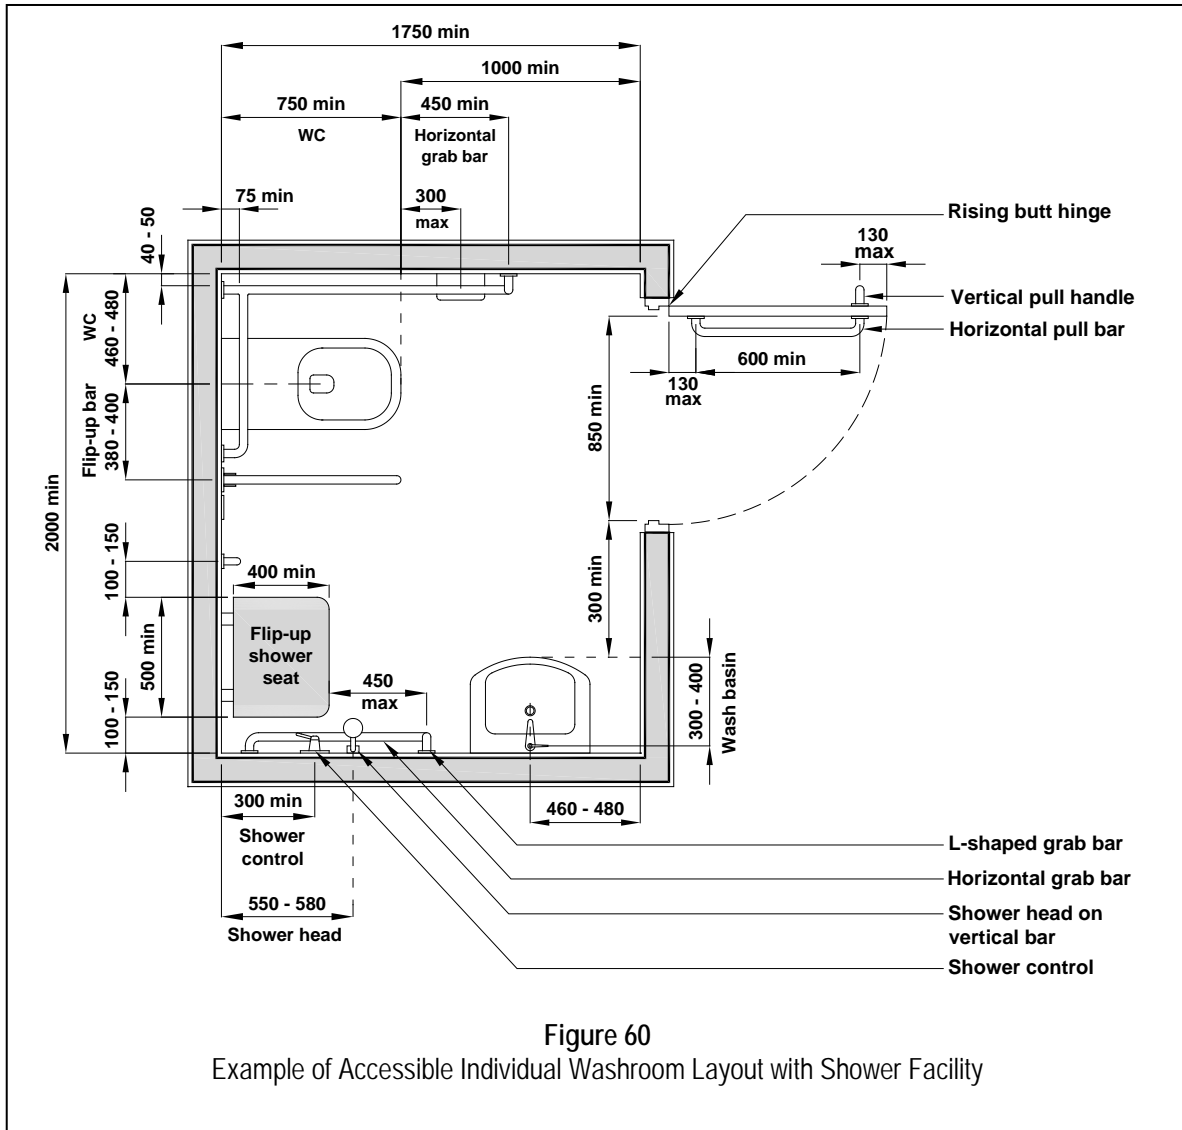 1750 min
1000 min
750 min
WC
450 min
Horizontal
grab bar
75 min
300
max
40 - 50
Rising butt hinge
130
max
Vertical pull handle
Horizontal pull bar
600 min
130
max
WC
460 - 480
Flip-up bar
380 - 400
850 min
2000 min
100 - 150
400 min
300 min
500 min
Flip-up
shower
seat
450
max
300 - 400
Wash basin
100 - 150
300 min
Shower
control
460 - 480
550 - 580
Shower head
L-shaped grab bar
Horizontal grab bar
Shower head on
vertical bar
Shower control
Figure 60
Example of Accessible Individual Washroom Layout with Shower Facility